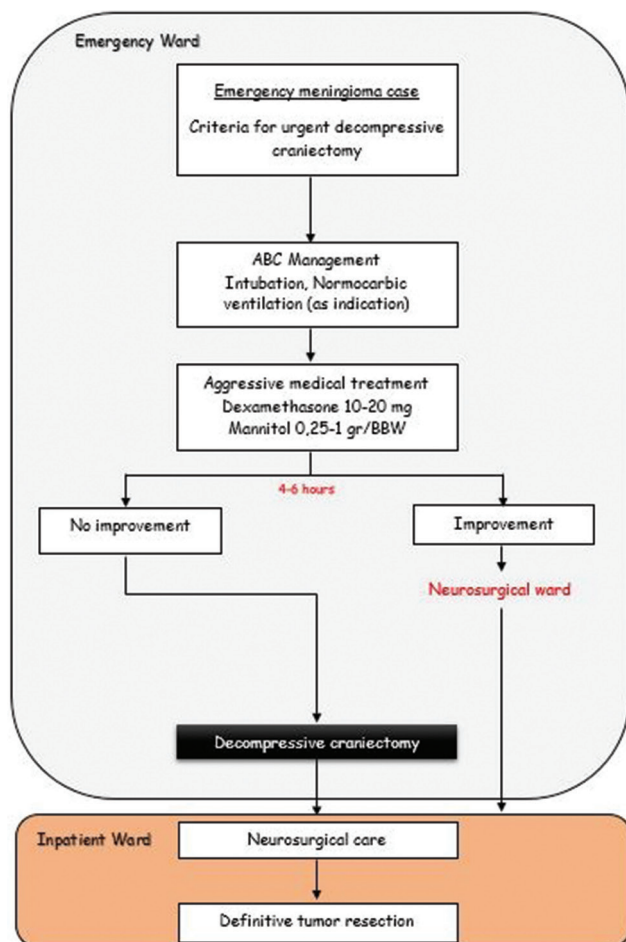 Emergency Ward
Emergency meningioma case
Criteria for urgent decompressive
craniectomy
ABC Management
Intubation, Normocarbic
ventilation (as indication)
Aggressive medical treatment
Dexamethasone 10-20 mg
Mannitol 0,25-1 gr/BBW
4-6 hours
No improvement
Improvement
Neurosurgical ward
Decompressive craniectomy
Inpatient Ward
Neurosurgical care
Definitive tumor resection